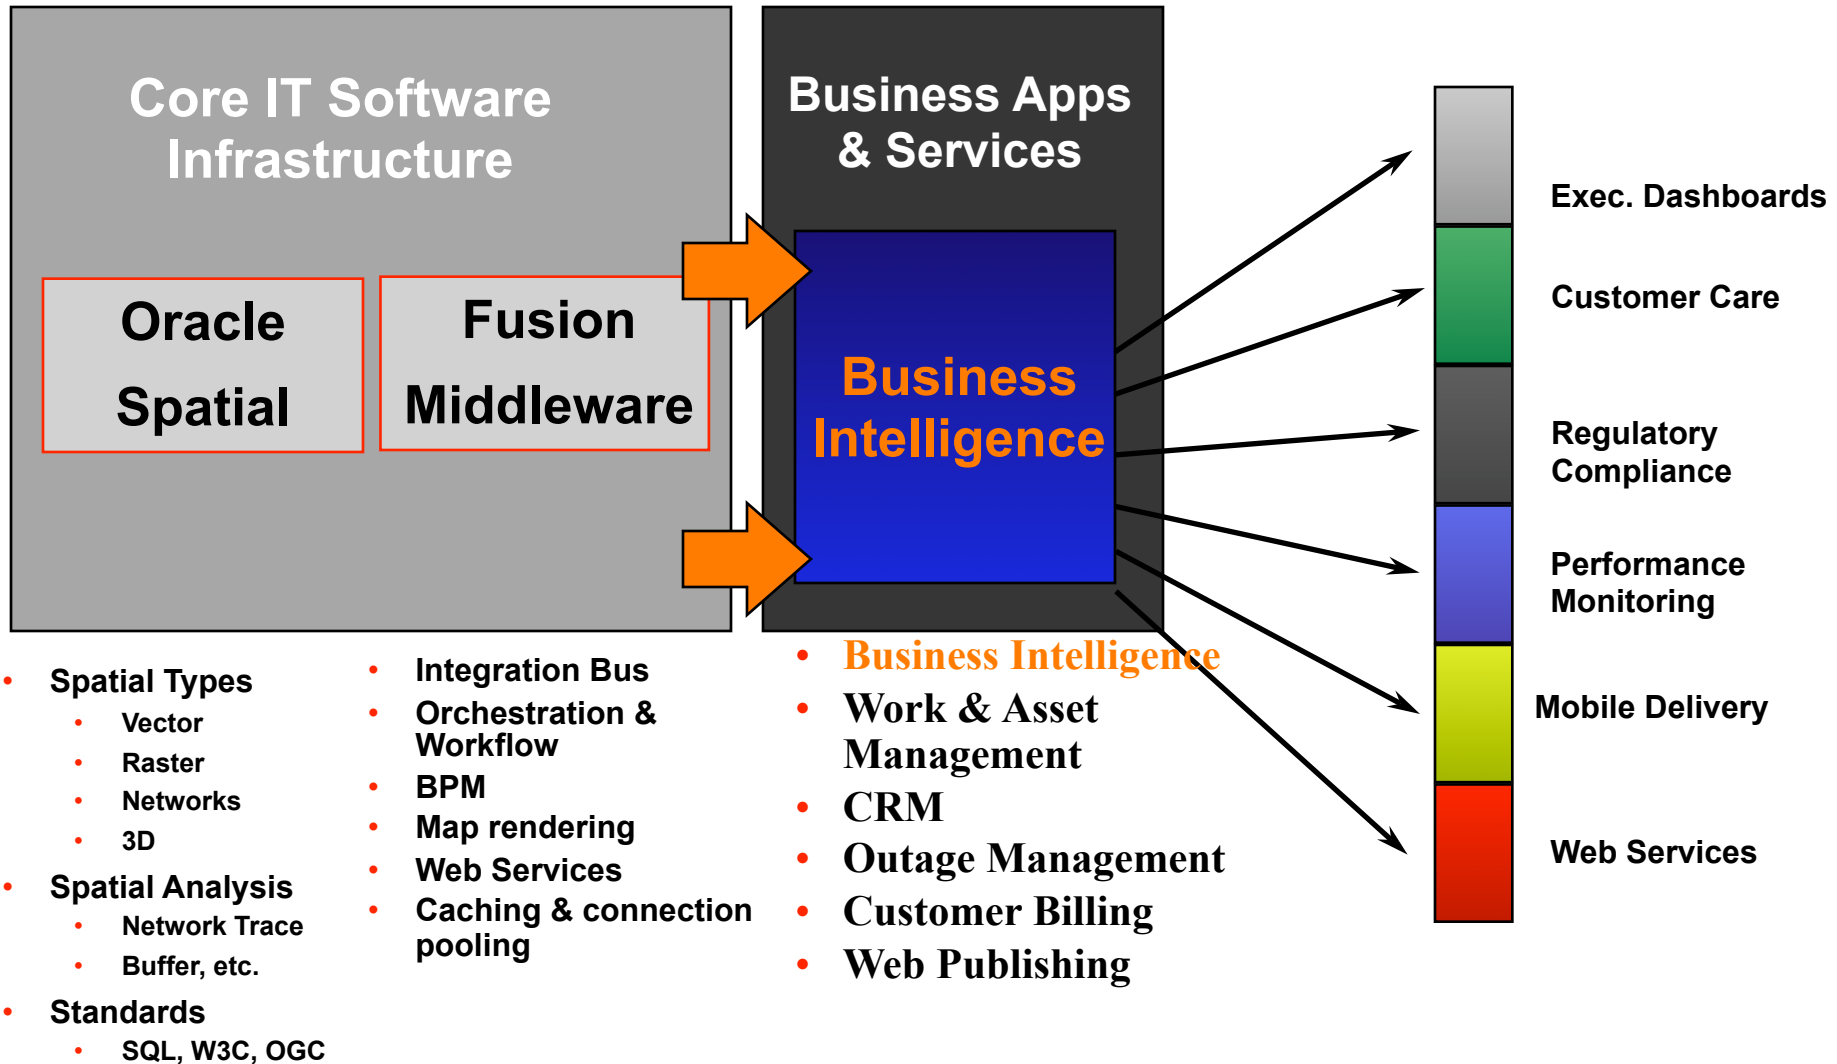 Core IT Software
Infrastructure
Oracle
Spatial
Fusion
Middleware
Business Apps
& Services
Business
Intelligence
Exec. Dashboards
Customer Care
Regulatory
Compliance
Performance
Monitoring
Mobile Delivery
Web Services
• Spatial Types
• Vector
• Raster
• Networks
• 3D
• Spatial Analysis
• Network Trace
• Buffer, etc.
• Standards
• SQL, W3C, OGC
• Integration Bus
• Orchestration &
Workflow
• BPM
• Map rendering
• Web Services
• Caching & connection
pooling
• Business Intelligence
• Work & Asset
Management
• CRM
• Outage Management
• Customer Billing
• Web Publishing